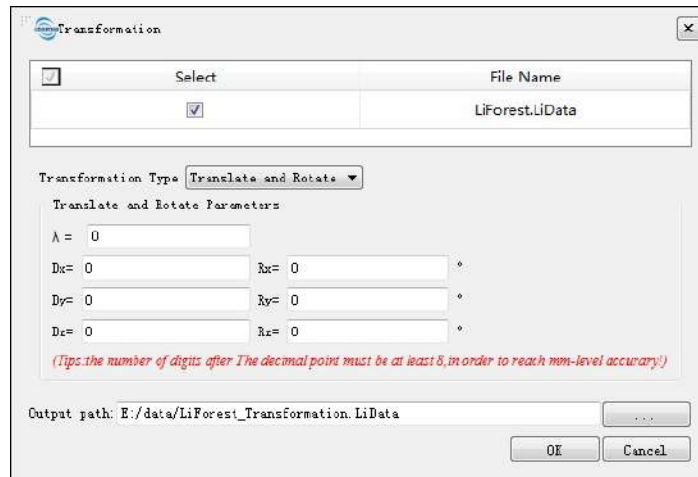 Transformation
Select File Name
LiForest.LiData
Transformation Type Translate and Rotate
Translate and Rotate Parameters
λ = 0
Dx= 0 Rx= 0 °
Dy= 0 Ry= 0 °
Dz= 0 Rz= 0 °
(Tips:the number of digits after The decimal point must be at least 8,in order to reach mm-level accurary!)
Output path: E:/data/LiForest_Transformation.LiData ...
OK Cancel